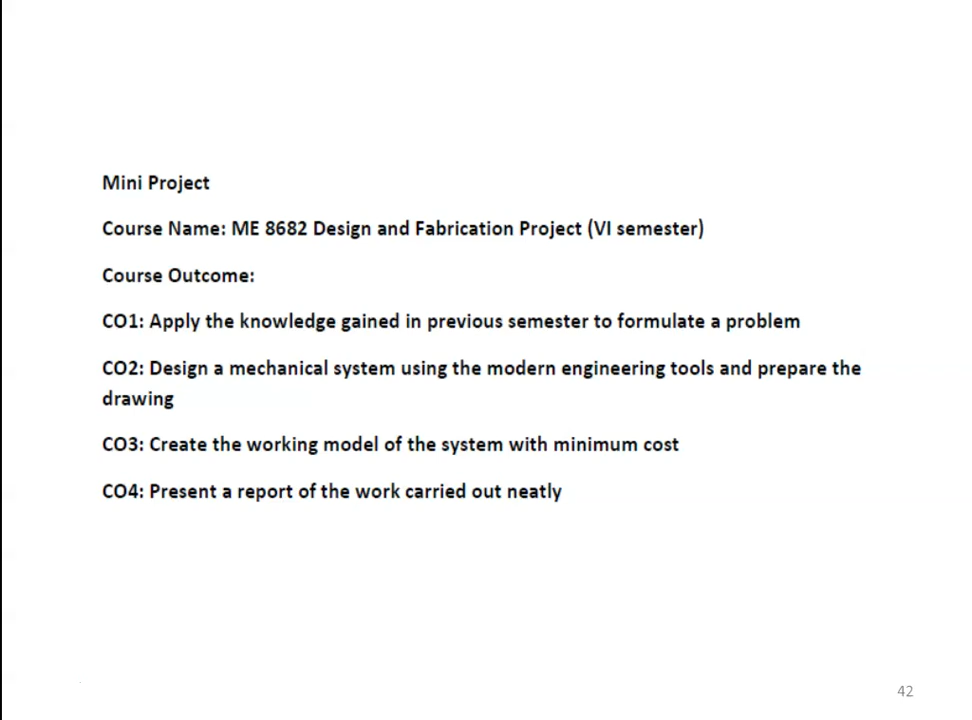 Mini Project
Course Name: ME 8682 Design and Fabrication Project (VI semester)
Course Outcome:
CO1: Apply the knowledge gained in previous semester to formulate a problem
CO2: Design a mechanical system using the modern engineering tools and prepare the
drawing
CO3: Create the working model of the system with minimum cost
CO4: Present a report of the work carried out neatly
42